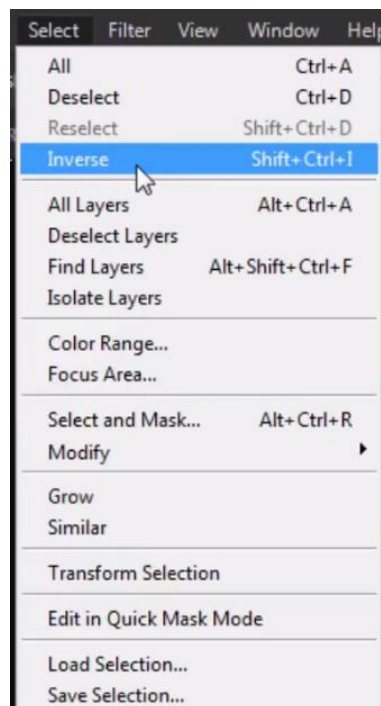 Select Filter View Window Help
All Ctrl+A
Deselect Ctrl+D
Reselect Shift+Ctrl+D
Inverse Shift+Ctrl+I
All Layers Alt+Ctrl+A
Deselect Layers
Find Layers Alt+Shift+Ctrl+F
Isolate Layers
Color Range...
Focus Area...
Select and Mask... Alt+Ctrl+R
Modify
Grow
Similar
Transform Selection
Edit in Quick Mask Mode
Load Selection...
Save Selection...